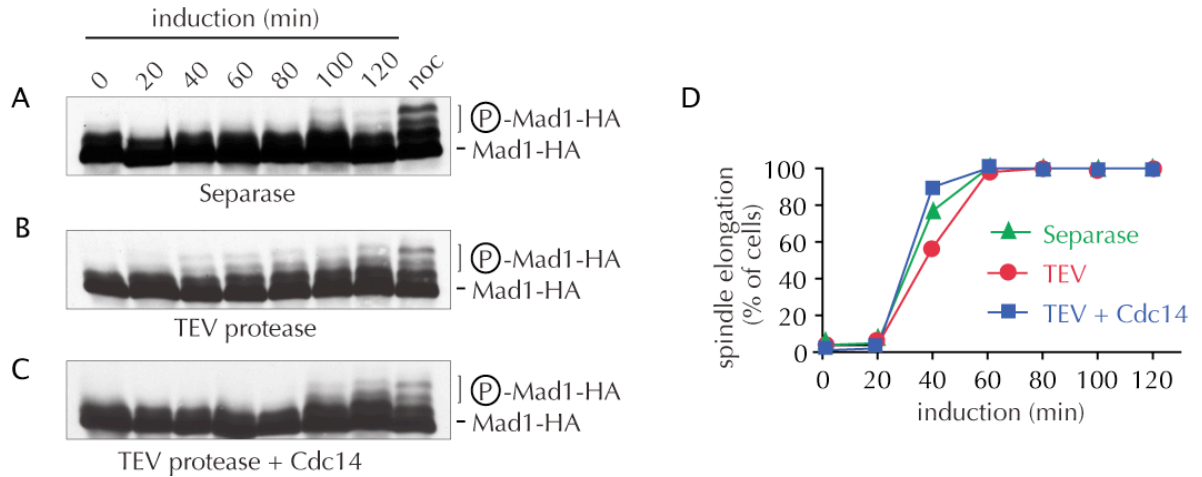 induction (min)
0 20 40 60 80 100 120 noc
A
Ⓟ-Mad1-HA
Mad1-HA
Separase
B
Ⓟ-Mad1-HA
Mad1-HA
TEV protease
C
Ⓟ-Mad1-HA
Mad1-HA
TEV protease + Cdc14
D
spindle elongation
(% of cells)
100
80
60
40
20
0
Separase
TEV
TEV + Cdc14
0 20 40 60 80 100 120
induction (min)